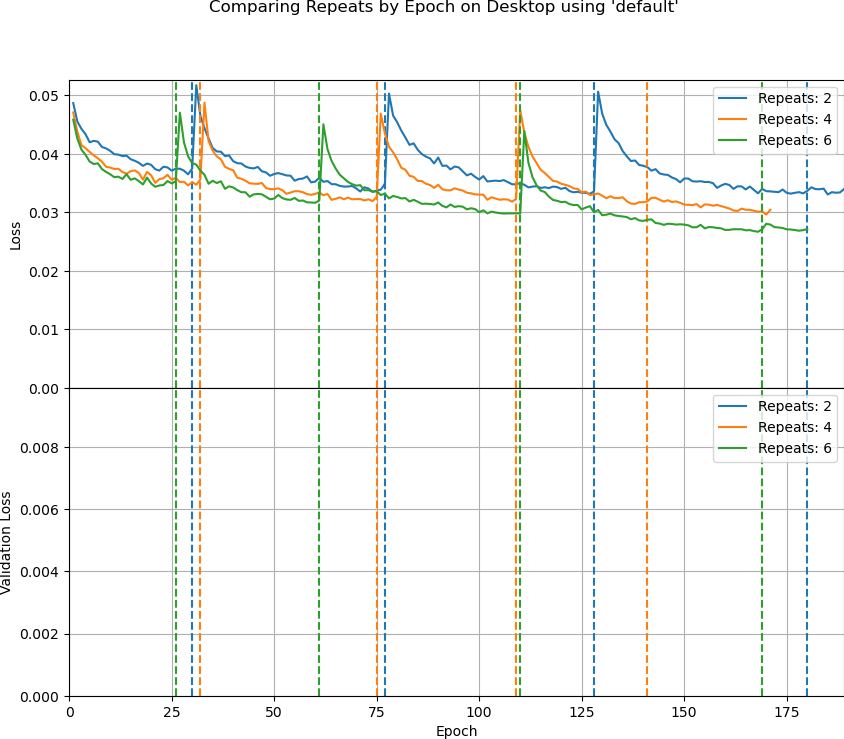 Comparing Repeats by Epoch on Desktop using 'default'
0.05
0.04
0.03
0.02
0.01
0.00
Loss
Repeats: 2
Repeats: 4
Repeats: 6
0.008
0.006
0.004
0.002
0.000
Validation Loss
Repeats: 2
Repeats: 4
Repeats: 6
0 25 50 75 100 125 150 175
Epoch